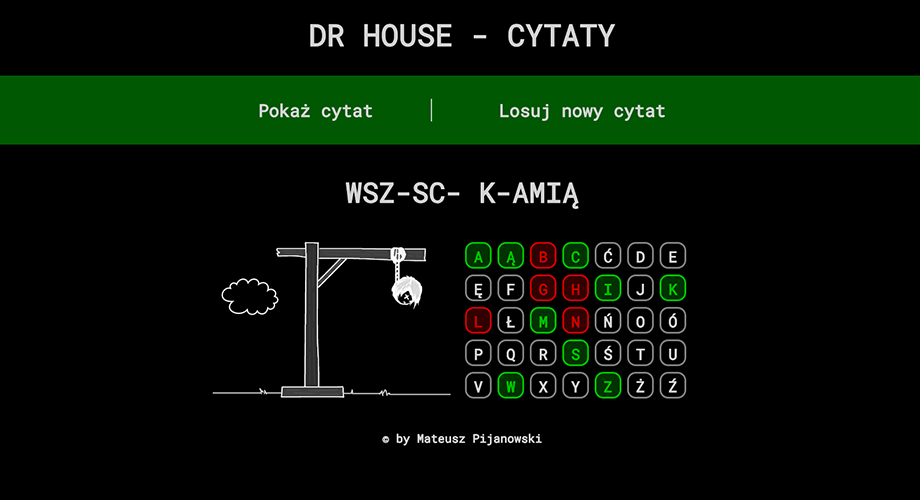 DR HOUSE - CYTATY
Pokaż cytat | Losuj nowy cytat
WSZ-SC- K-AMIĄ
A Ą B C Ć D E
Ę F G H I J K
L Ł M N Ń O Ó
P Q R S Ś T U
V W X Y Z Ż Ź
© by Mateusz Pijanowski